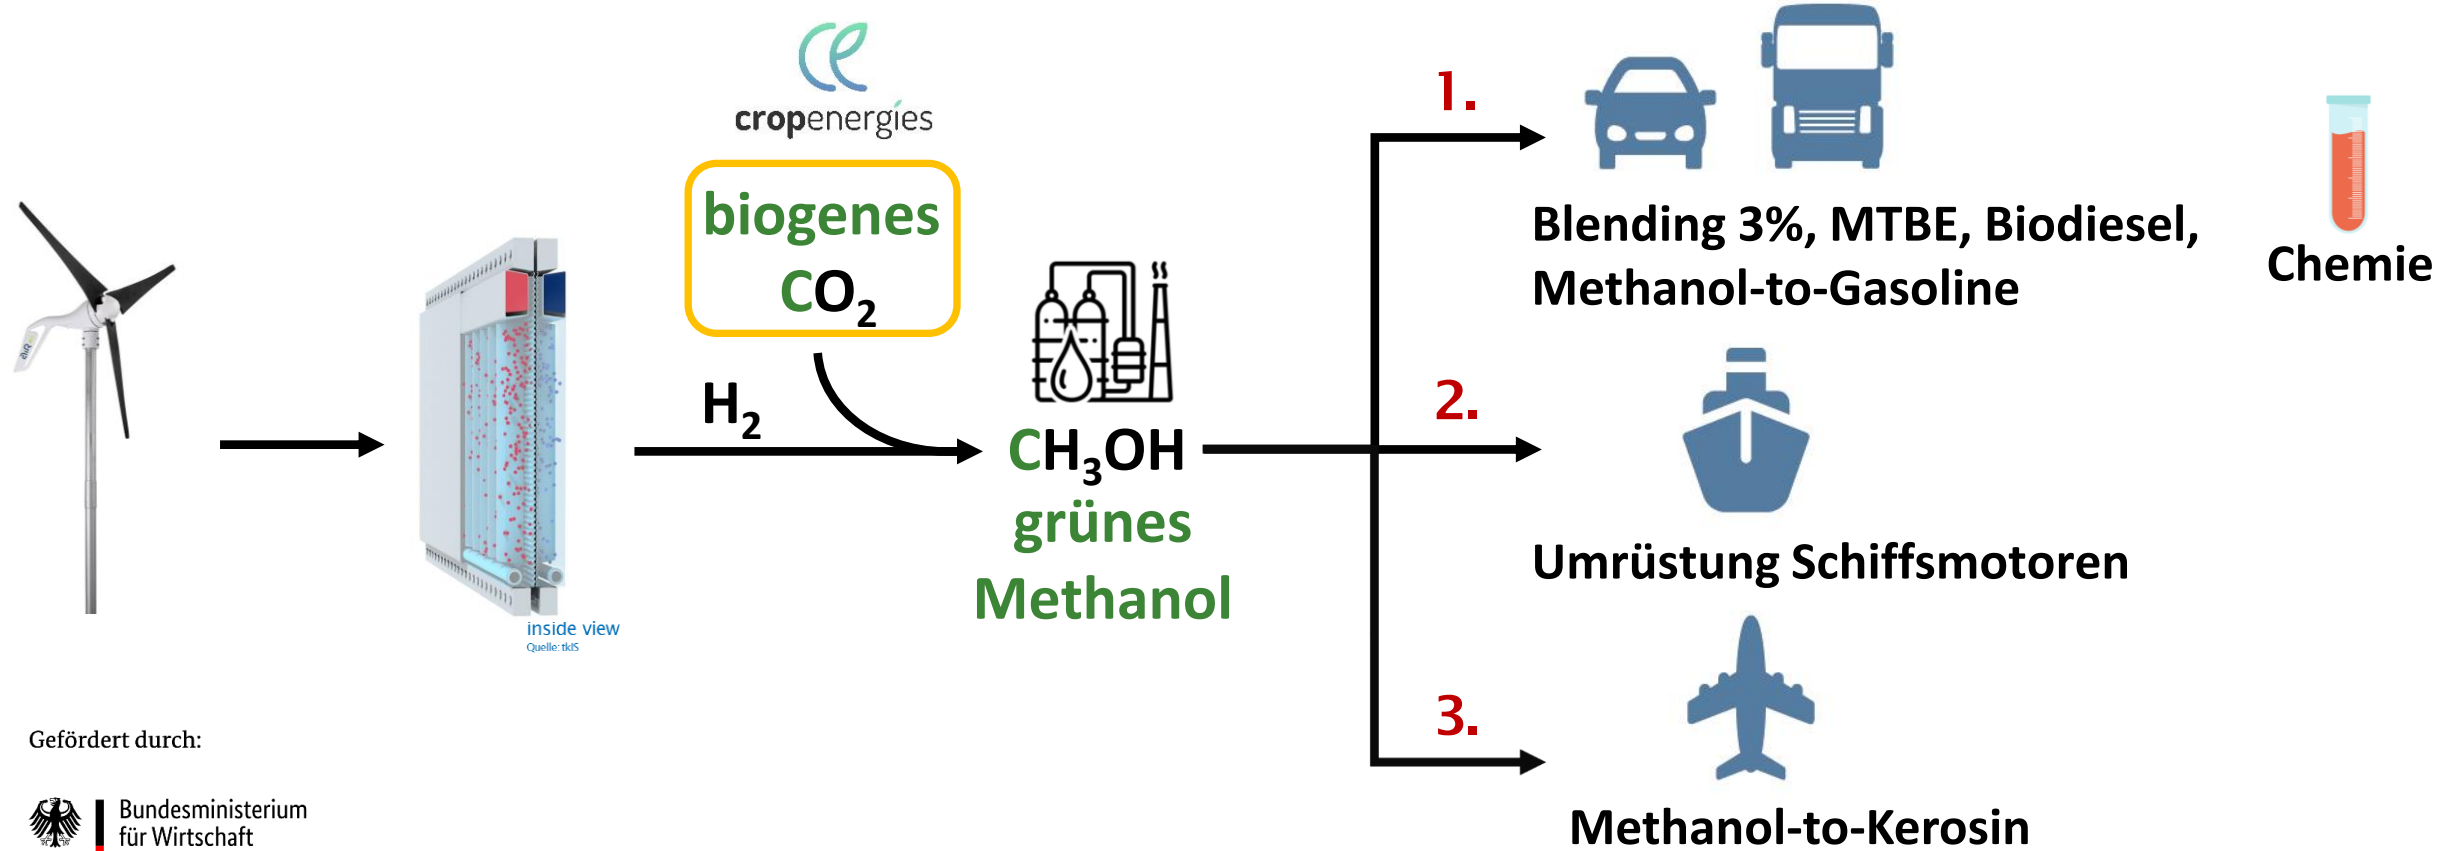 cropenergies
biogenes
CO₂
H₂
CH₃OH
grünes
Methanol
inside view
Quelle: tkIS
1.
Blending 3%, MTBE, Biodiesel,
Methanol-to-Gasoline
Chemie
2.
Umrüstung Schiffsmotoren
3.
Methanol-to-Kerosin
Gefördert durch:
Bundesministerium
für Wirtschaft